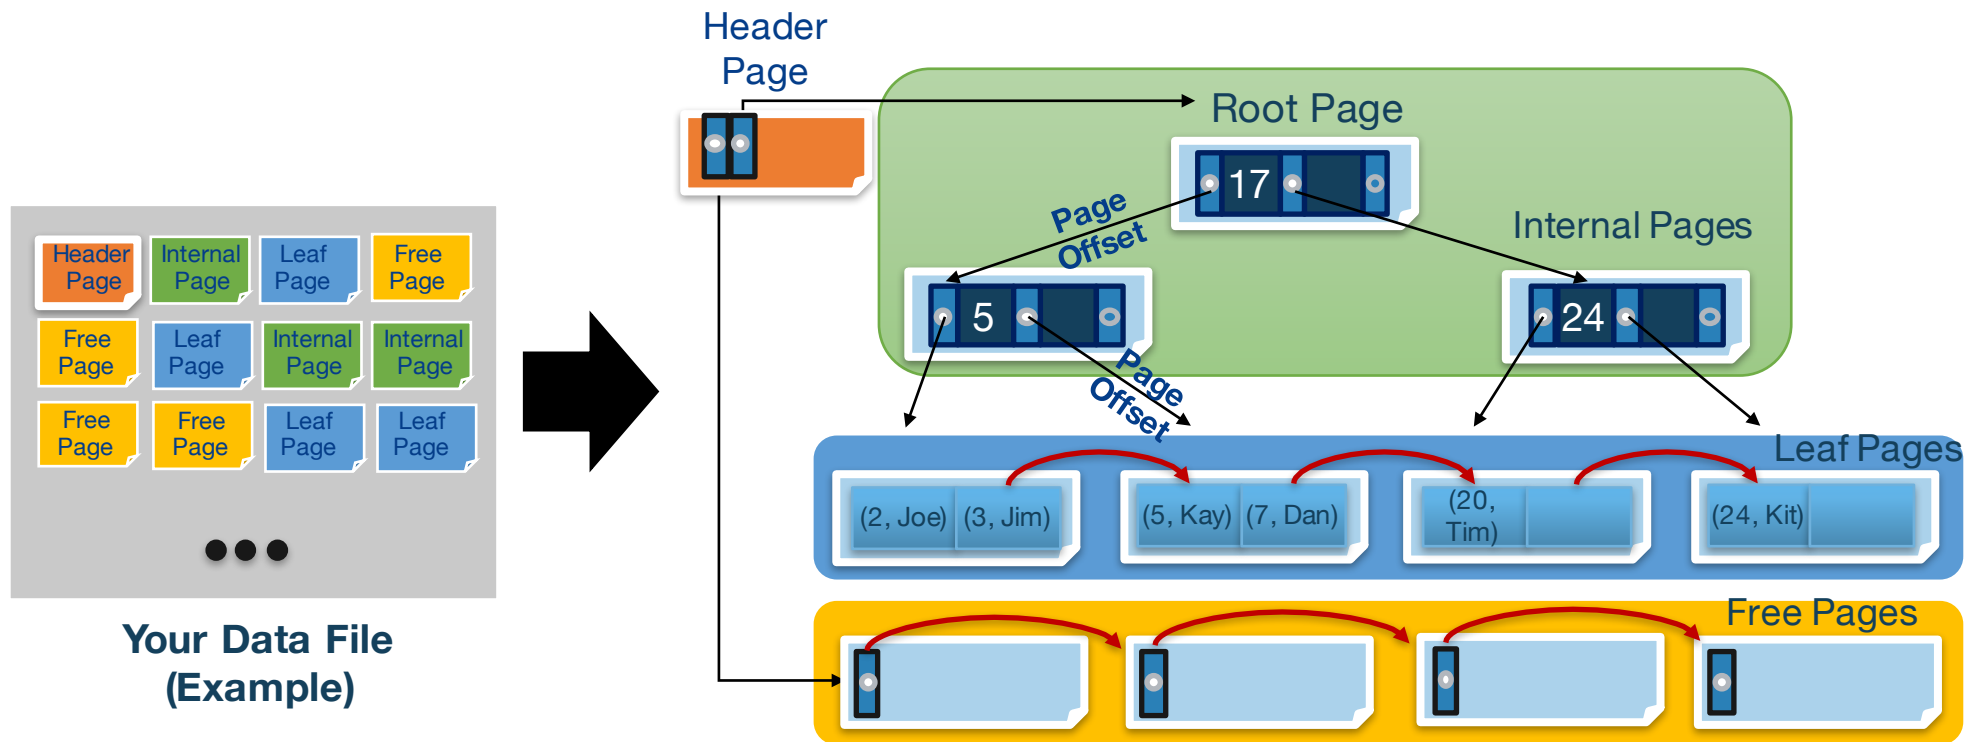 Header
Page
Root Page
17
Page
Offset
Internal Pages
5
24
Page
Offset
Header
Page
Internal
Page
Leaf
Page
Free
Page
Free
Page
Leaf
Page
Internal
Page
Internal
Page
Free
Page
Free
Page
Leaf
Page
Leaf
Page
Your Data File
(Example)
Leaf Pages
(2, Joe)
(3, Jim)
(5, Kay)
(7, Dan)
(20,
Tim)
(24, Kit)
Free Pages